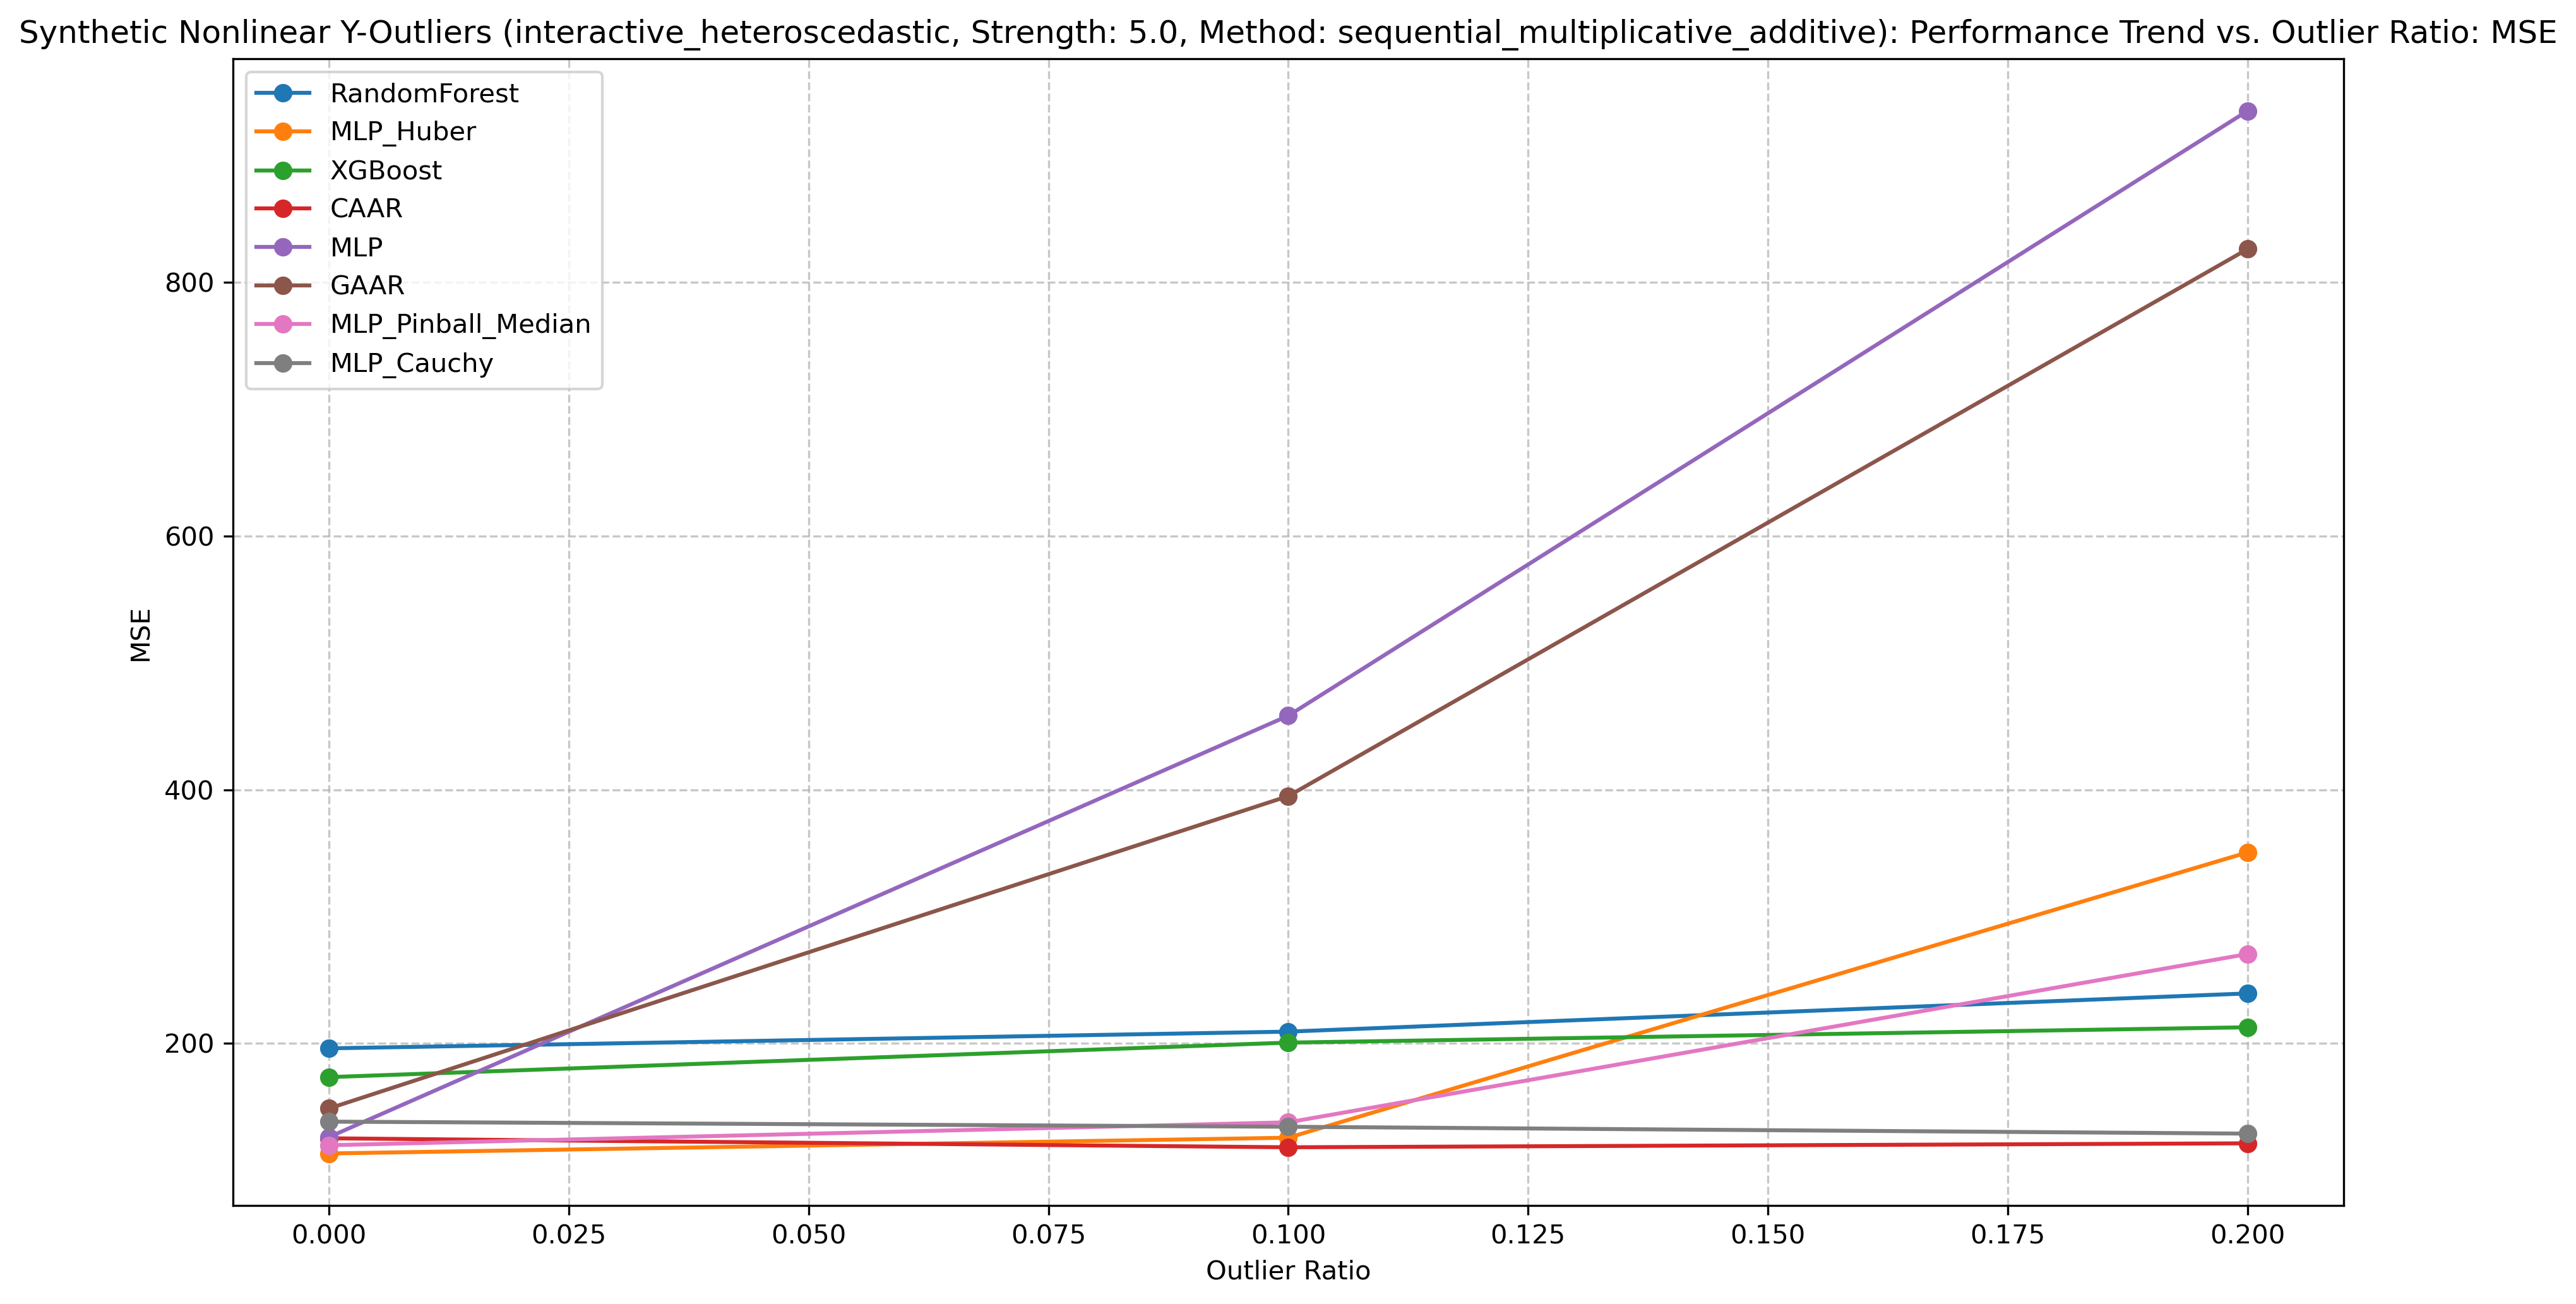 Synthetic Nonlinear Y-Outliers (interactive_heteroscedastic, Strength: 5.0, Method: sequential_multiplicative_additive): Performance Trend vs. Outlier Ratio: MSE
RandomForest
MLP_Huber
XGBoost
CAAR
MLP
GAAR
MLP_Pinball_Median
MLP_Cauchy
800
600
400
200
MSE
0.000 0.025 0.050 0.075 0.100 0.125 0.150 0.175 0.200
Outlier Ratio